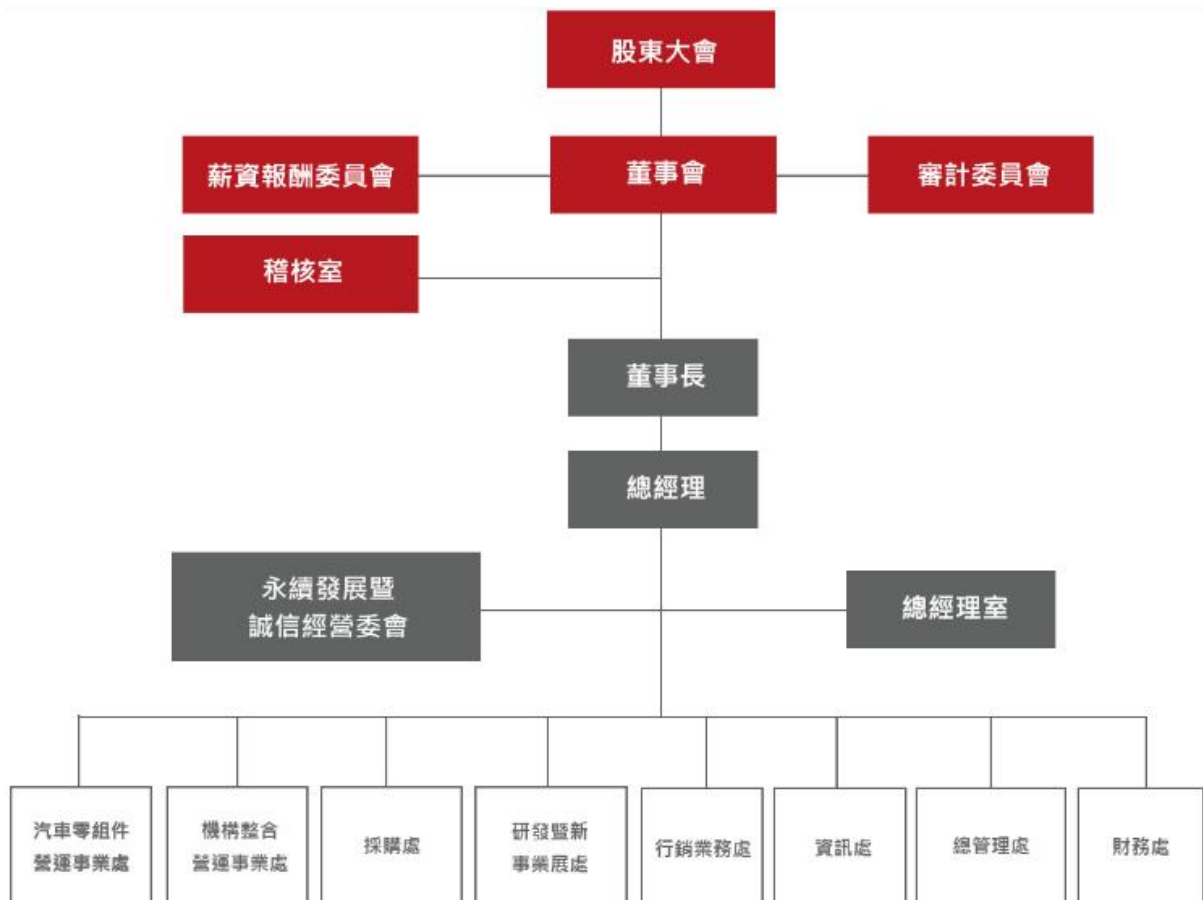 股東大會
薪資報酬委員會
董事會
審計委員會
稽核室
董事長
總經理
永續發展暨
誠信經營委會
總經理室
汽車零組件
營運事業處
機構整合
營運事業處
採購處
研發暨新
事業展处
行銷業務處
資訊處
總管理處
財務處